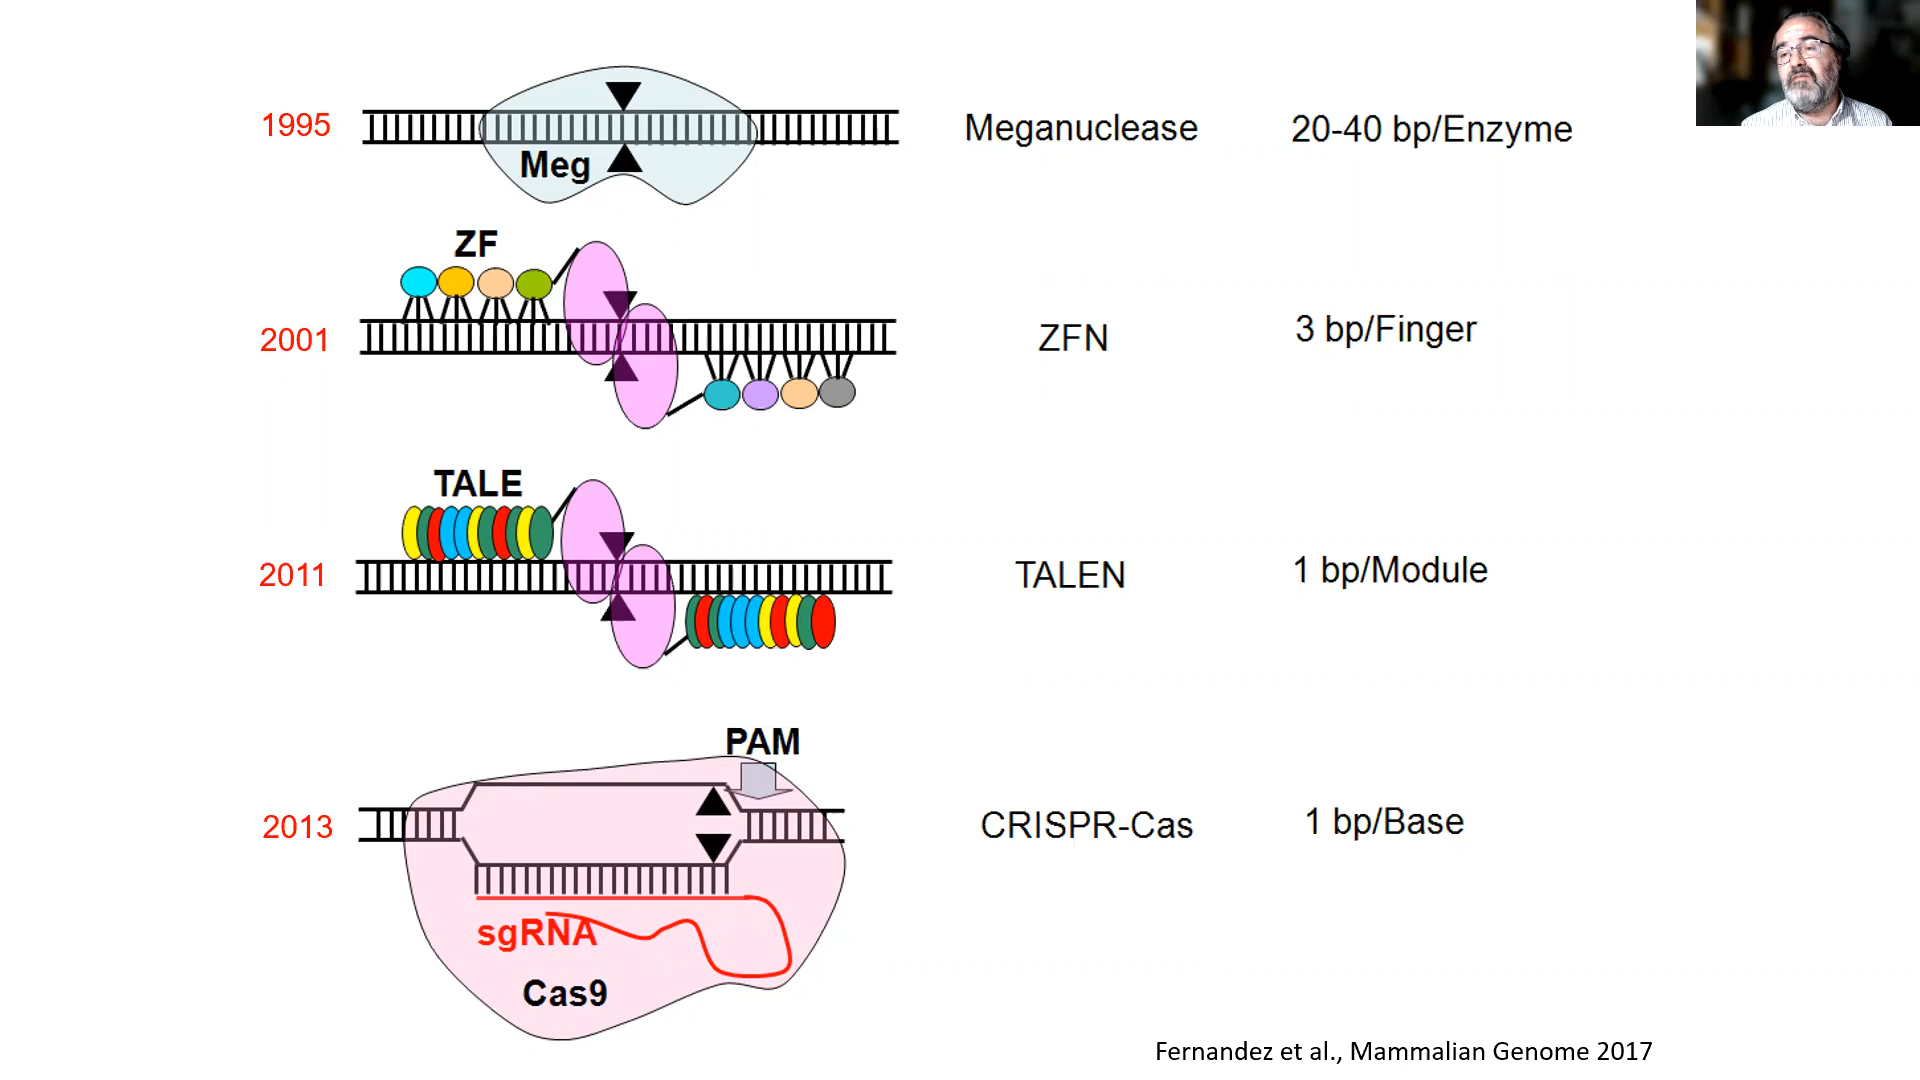 1995
Meg
Meganuclease
20-40 bp/Enzyme
ZF
2001
ZFN
3 bp/Finger
TALE
2011
TALEN
1 bp/Module
PAM
2013
CRISPR-Cas
1 bp/Base
sgRNA
Cas9
Fernandez et al., Mammalian Genome 2017